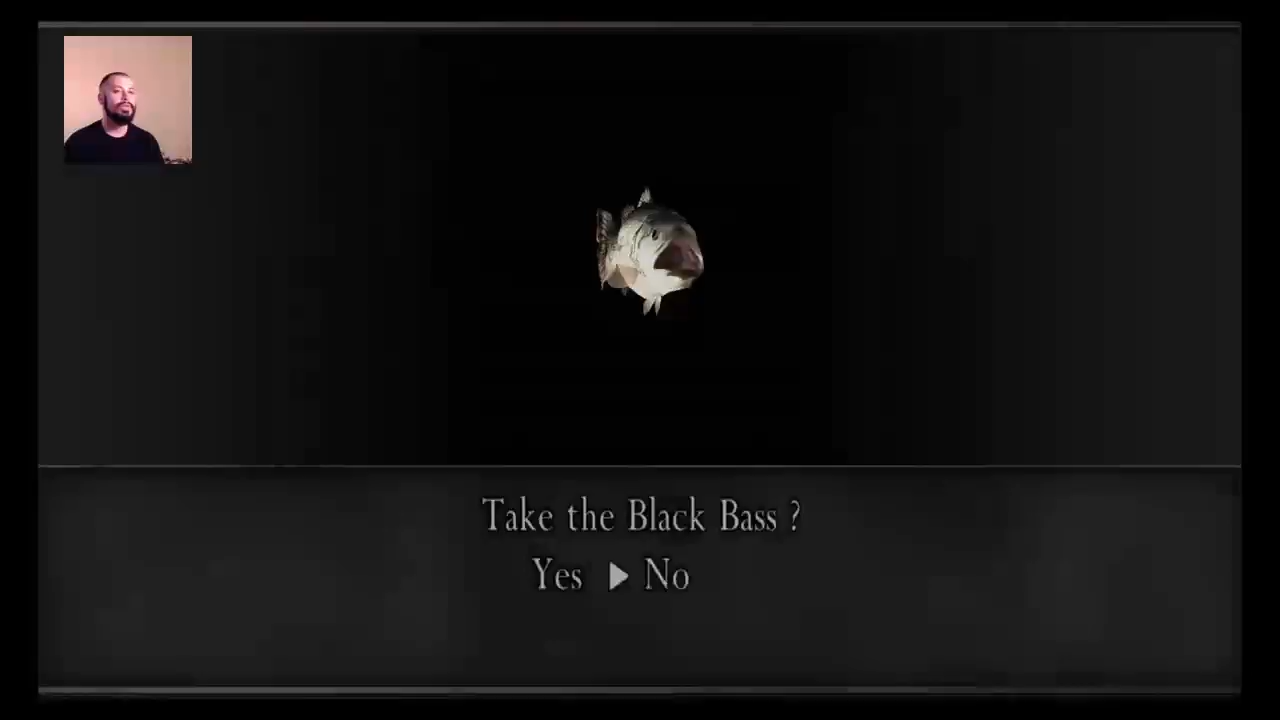 Take the Black Bass ?
Yes ▶ No